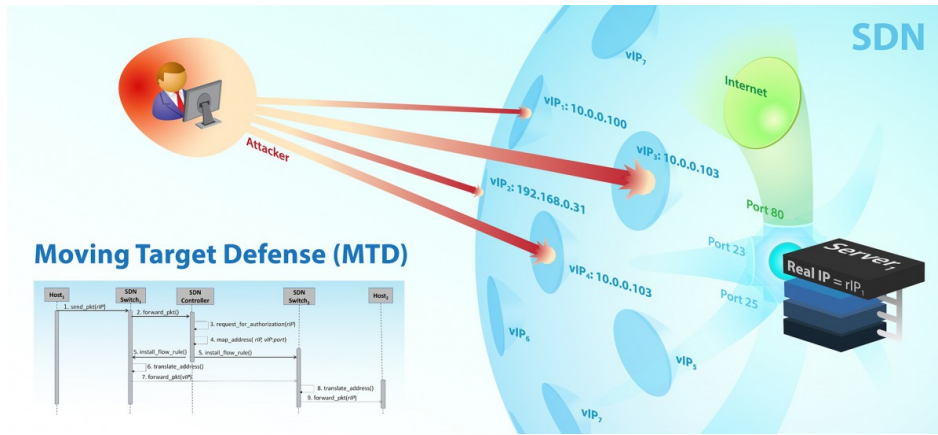 SDN
vIP7
Internet
vIP1: 10.0.0.100
vIP3: 10.0.0.103
Attacker
vIP2: 192.168.0.31
Port 80
Port 23
Server1
Moving Target Defense (MTD)
vIP4: 10.0.0.103
Real IP = rIP1
Port 25
Host1
SDN
Switch1
SDN
Controller
SDN
Switch2
Host2
1. send_pkt(rIP)
2. forward_pkt()
3. request_for_authorization(rIP)
4. map_address( rIP, vIP:port)
5. install_flow_rule()
5. install_flow_rule()
6. translate_address()
7. forward_pkt(vIP)
8. translate_address()
9. forward_pkt(rIP)
vIP6
vIP5
vIP7